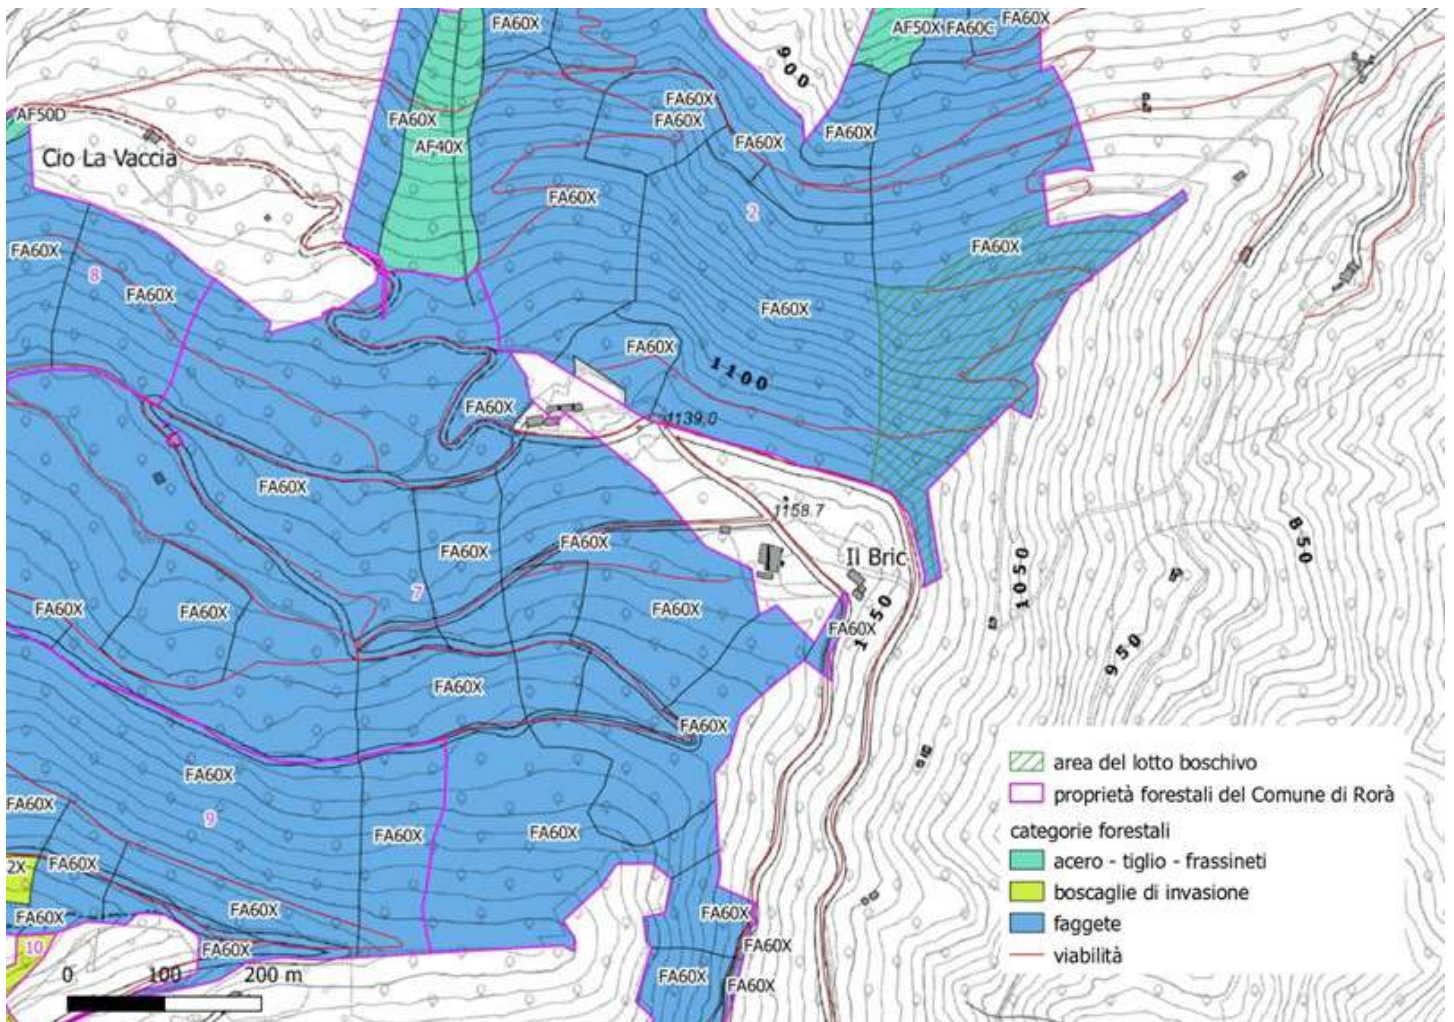 FA60X
AF50X
FA60C
FA60X
900
FA60X
FA60X
AF50D
FA60X
FA60X
FA60X
FA60X
AF40X
Cio La Vaccia
FA60X
2
FA60X
FA60X
8
FA60X
FA60X
FA60X
1100
FA60X
1139.0
FA60X
1158.7
850
FA60X
FA60X
Il Bric
1050
7
FA60X
FA60X
FA60X
FA60X
1150
950
FA60X
FA60X
FA60X
9
FA60X
FA60X
FA60X
2X
FA60X
FA60X
FA60X
FA60X
10
FA60X
FA60X
FA60X
FA60X
0 100 200 m
area del lotto boschivo
proprietà forestali del Comune di Rorà
categorie forestali
acero - tiglio - frassineti
boscaglie di invasione
faggete
viabilità